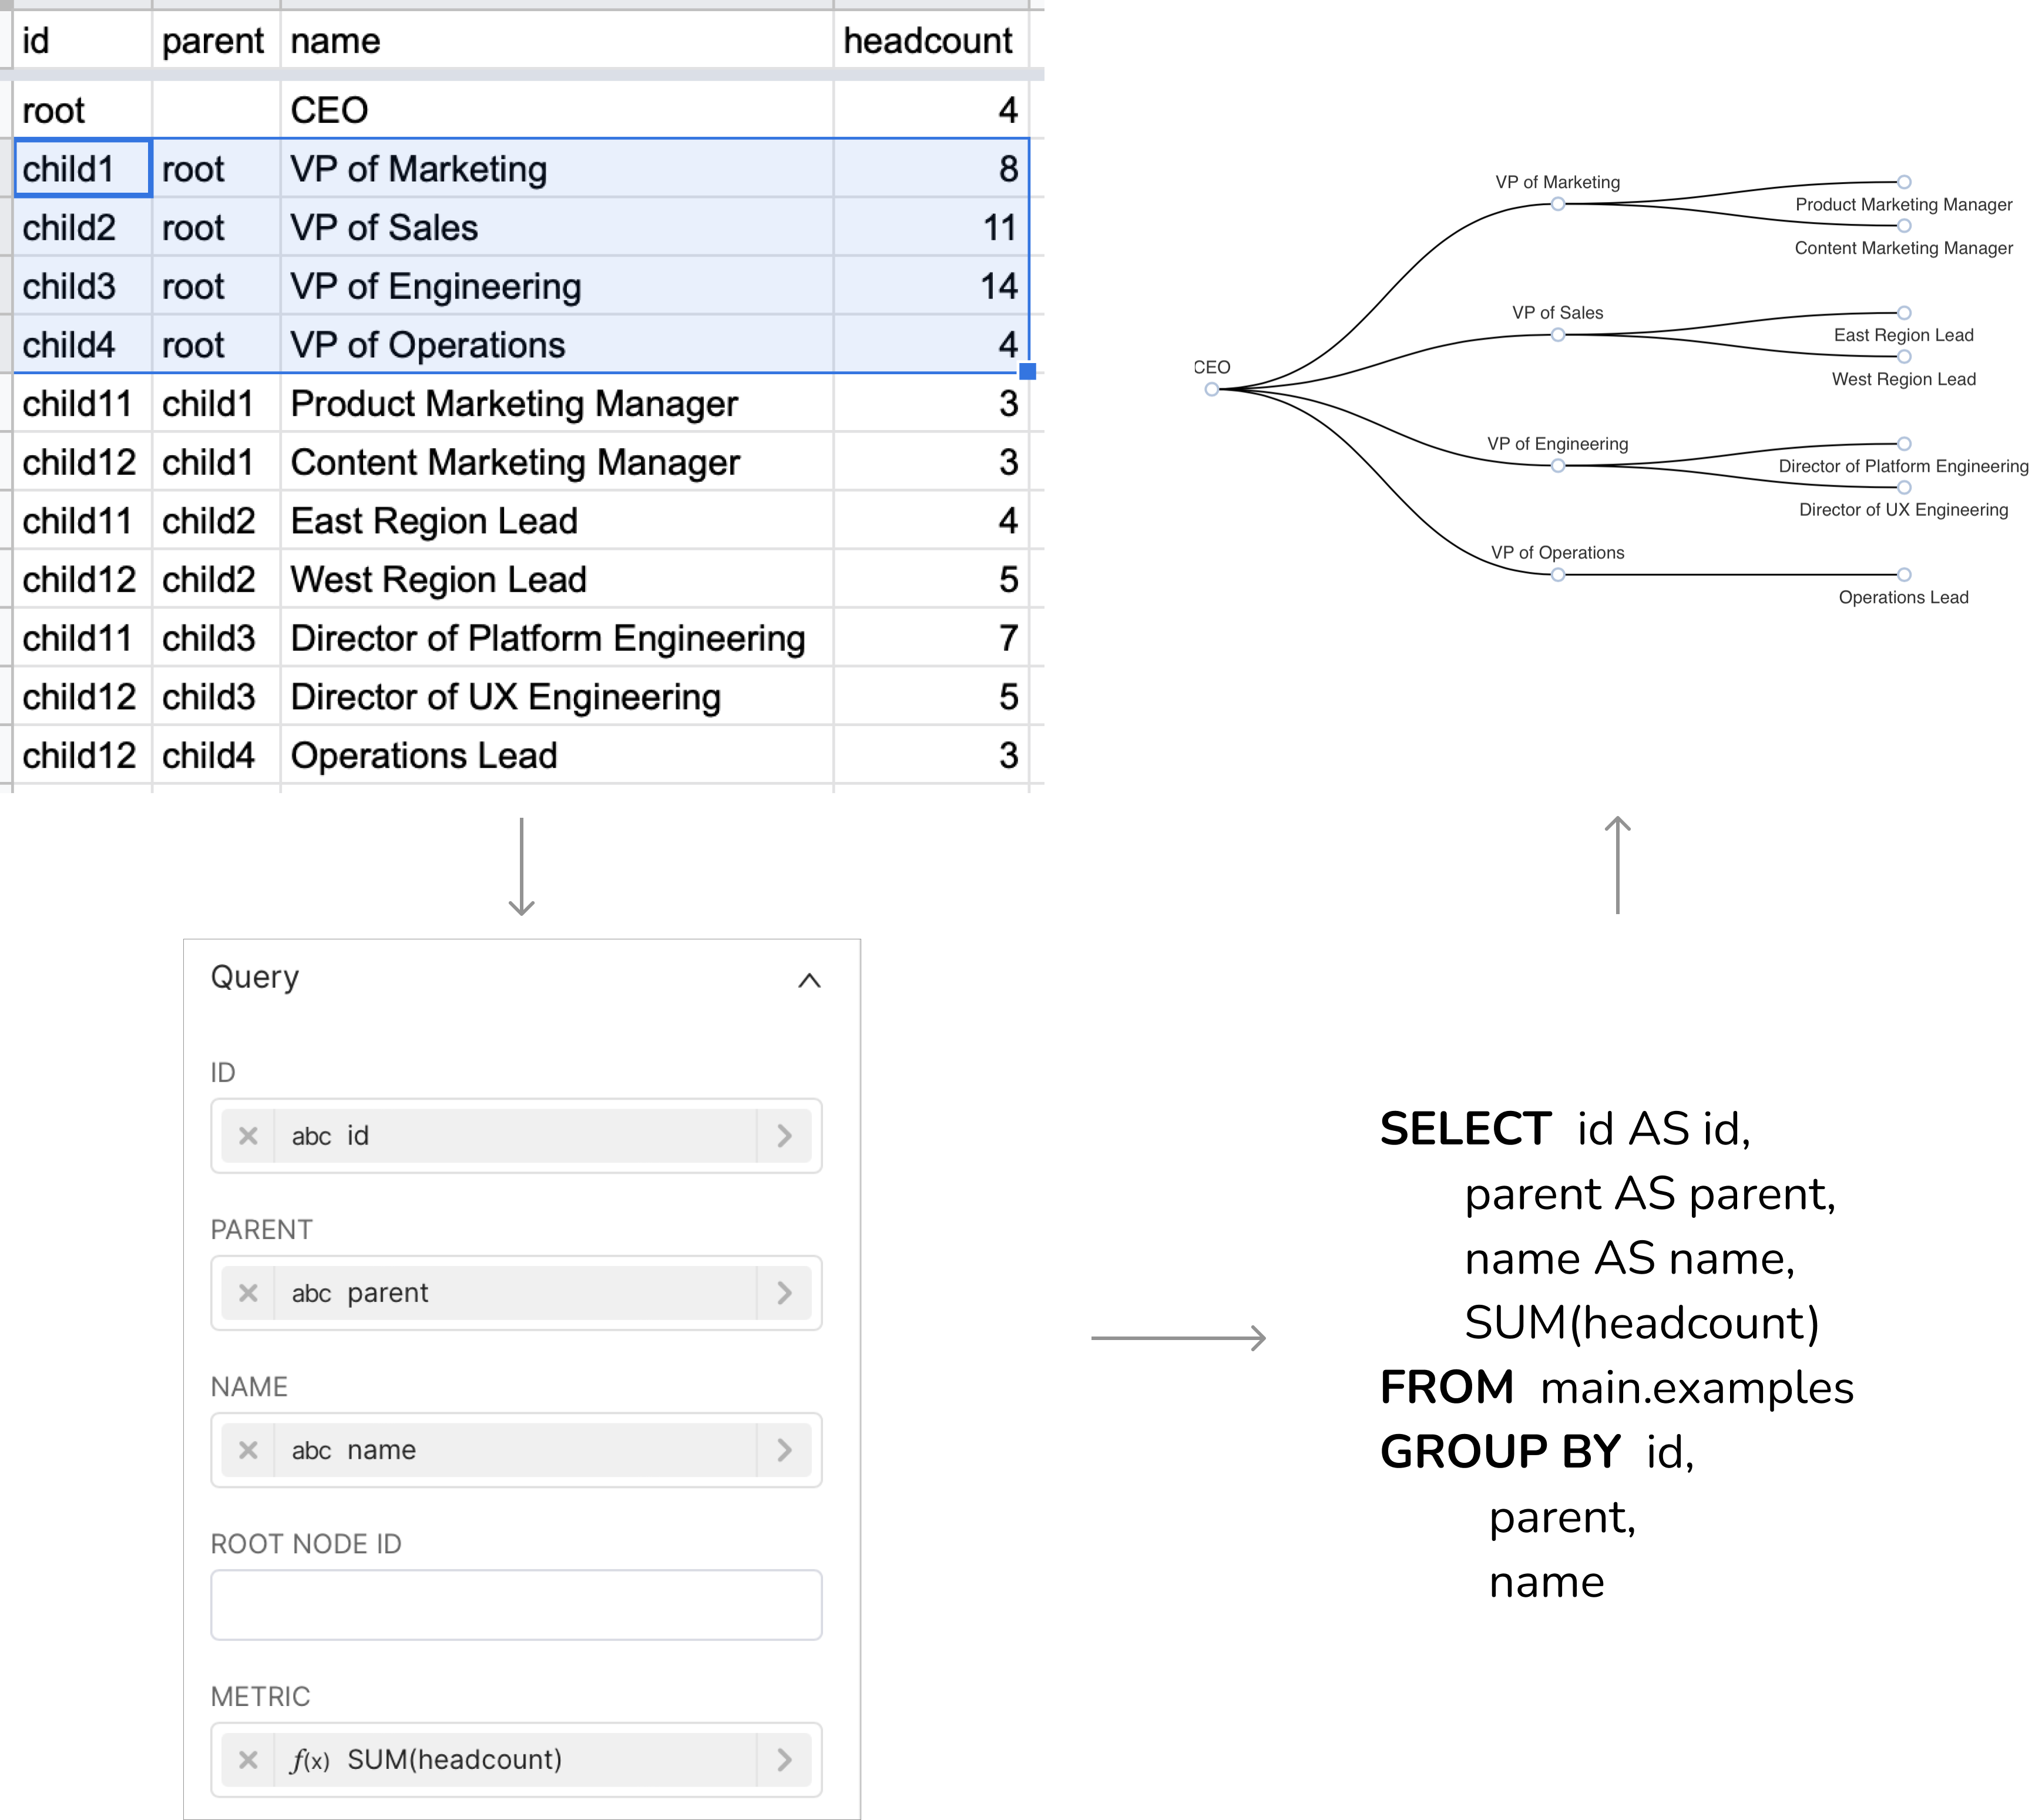 id parent name headcount
root CEO 4
child1 root VP of Marketing 8
child2 root VP of Sales 11
child3 root VP of Engineering 14
child4 root VP of Operations 4
child11 child1 Product Marketing Manager 3
child12 child1 Content Marketing Manager 3
child11 child2 East Region Lead 4
child12 child2 West Region Lead 5
child11 child3 Director of Platform Engineering 7
child12 child3 Director of UX Engineering 5
child12 child4 Operations Lead 3
VP of Marketing
Product Marketing Manager
Content Marketing Manager
VP of Sales
East Region Lead
CEO
West Region Lead
VP of Engineering
Director of Platform Engineering
Director of UX Engineering
VP of Operations
Operations Lead
Query
ID
abc id
PARENT
abc parent
NAME
abc name
ROOT NODE ID
METRIC
f(x) SUM(headcount)
SELECT id AS id,
parent AS parent,
name AS name,
SUM(headcount)
FROM main.examples
GROUP BY id,
parent,
name